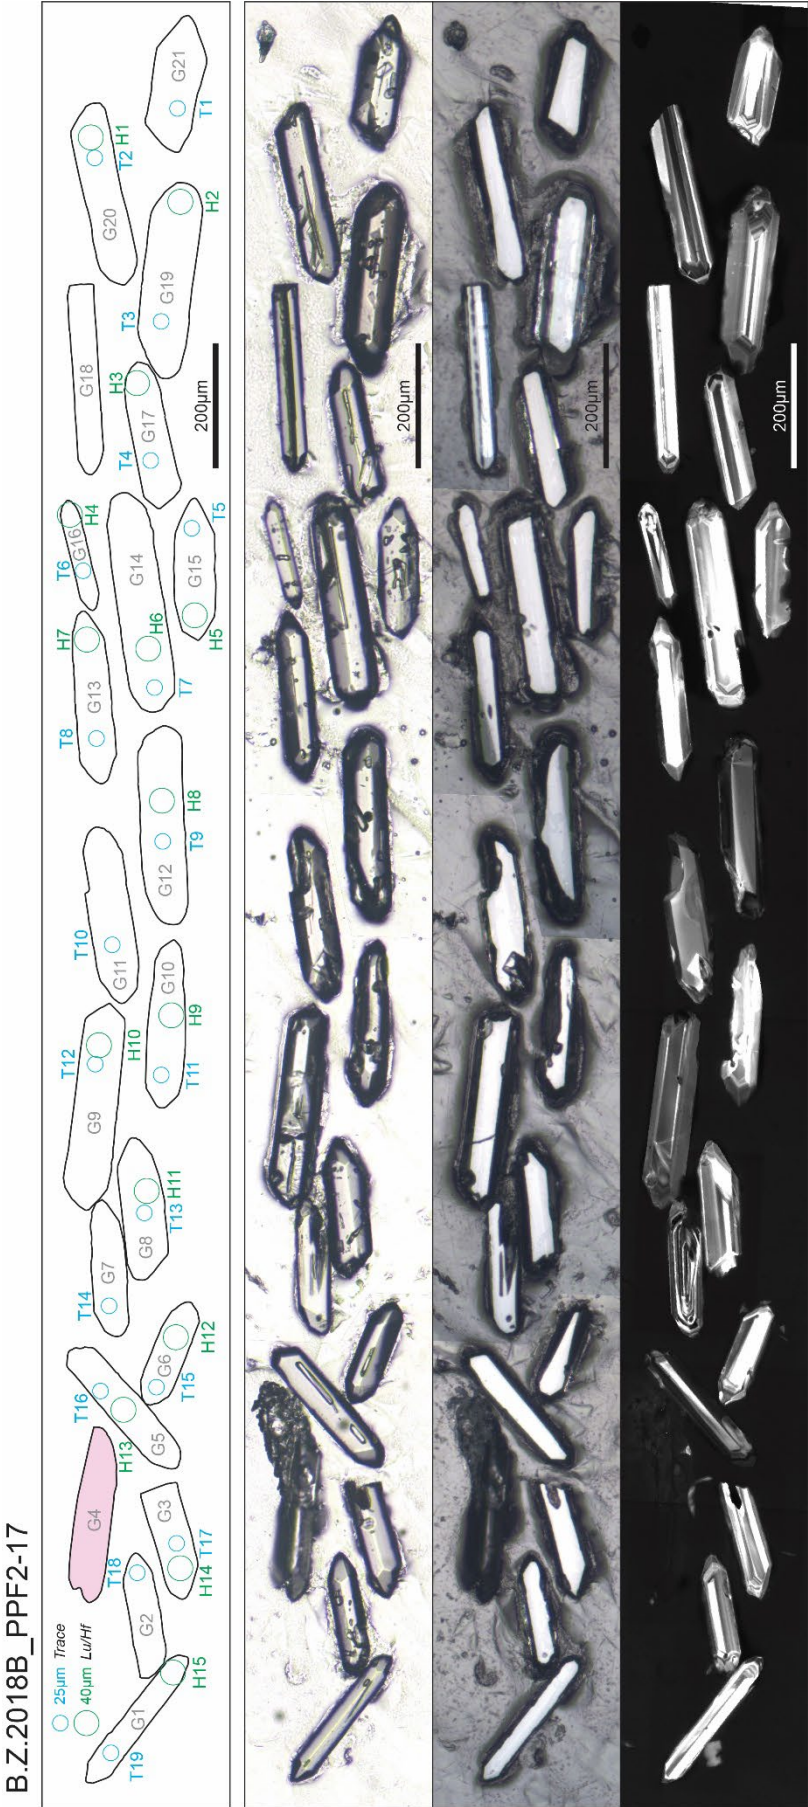 B.Z.2018B_PPF2-17
25µm Trace
40µm Lu/Hf
G1
T19
H15
G2
T18
G3
T17
H14
G4
H13
G5
T16
G6
T15
H12
G7
T14
G8
T13
H11
G9
T12
H10
G10
T11
H9
G11
T10
G12
T9
H8
G13
T8
H7
G14
T7
H6
G15
H5
T5
G16
T6
H4
G17
T4
H3
G18
G19
T3
H2
G20
T2
H1
G21
T1
200µm
200µm
200µm
200µm